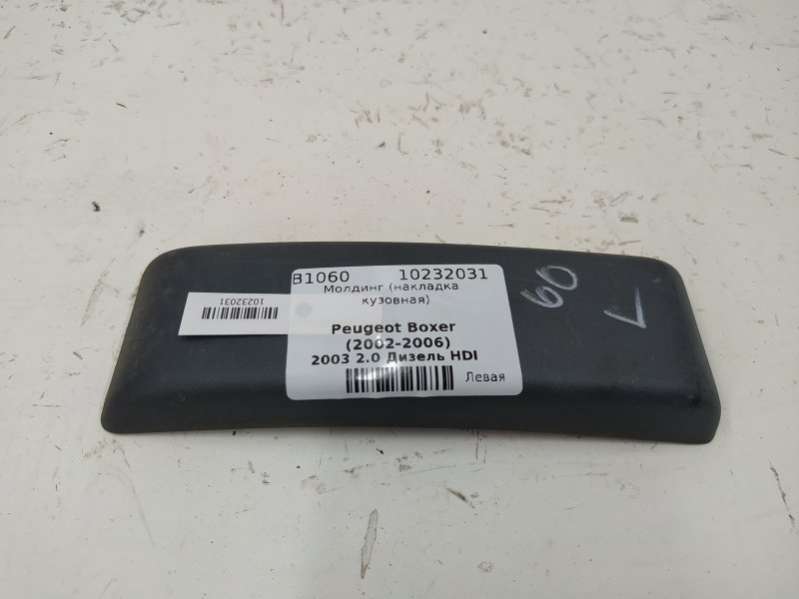 B1060 10232031
Молдинг (накладка
кузовная)
Peugeot Boxer
(2002-2006)
2003 2.0 Дизель HDI
Левая
10232031
60
L